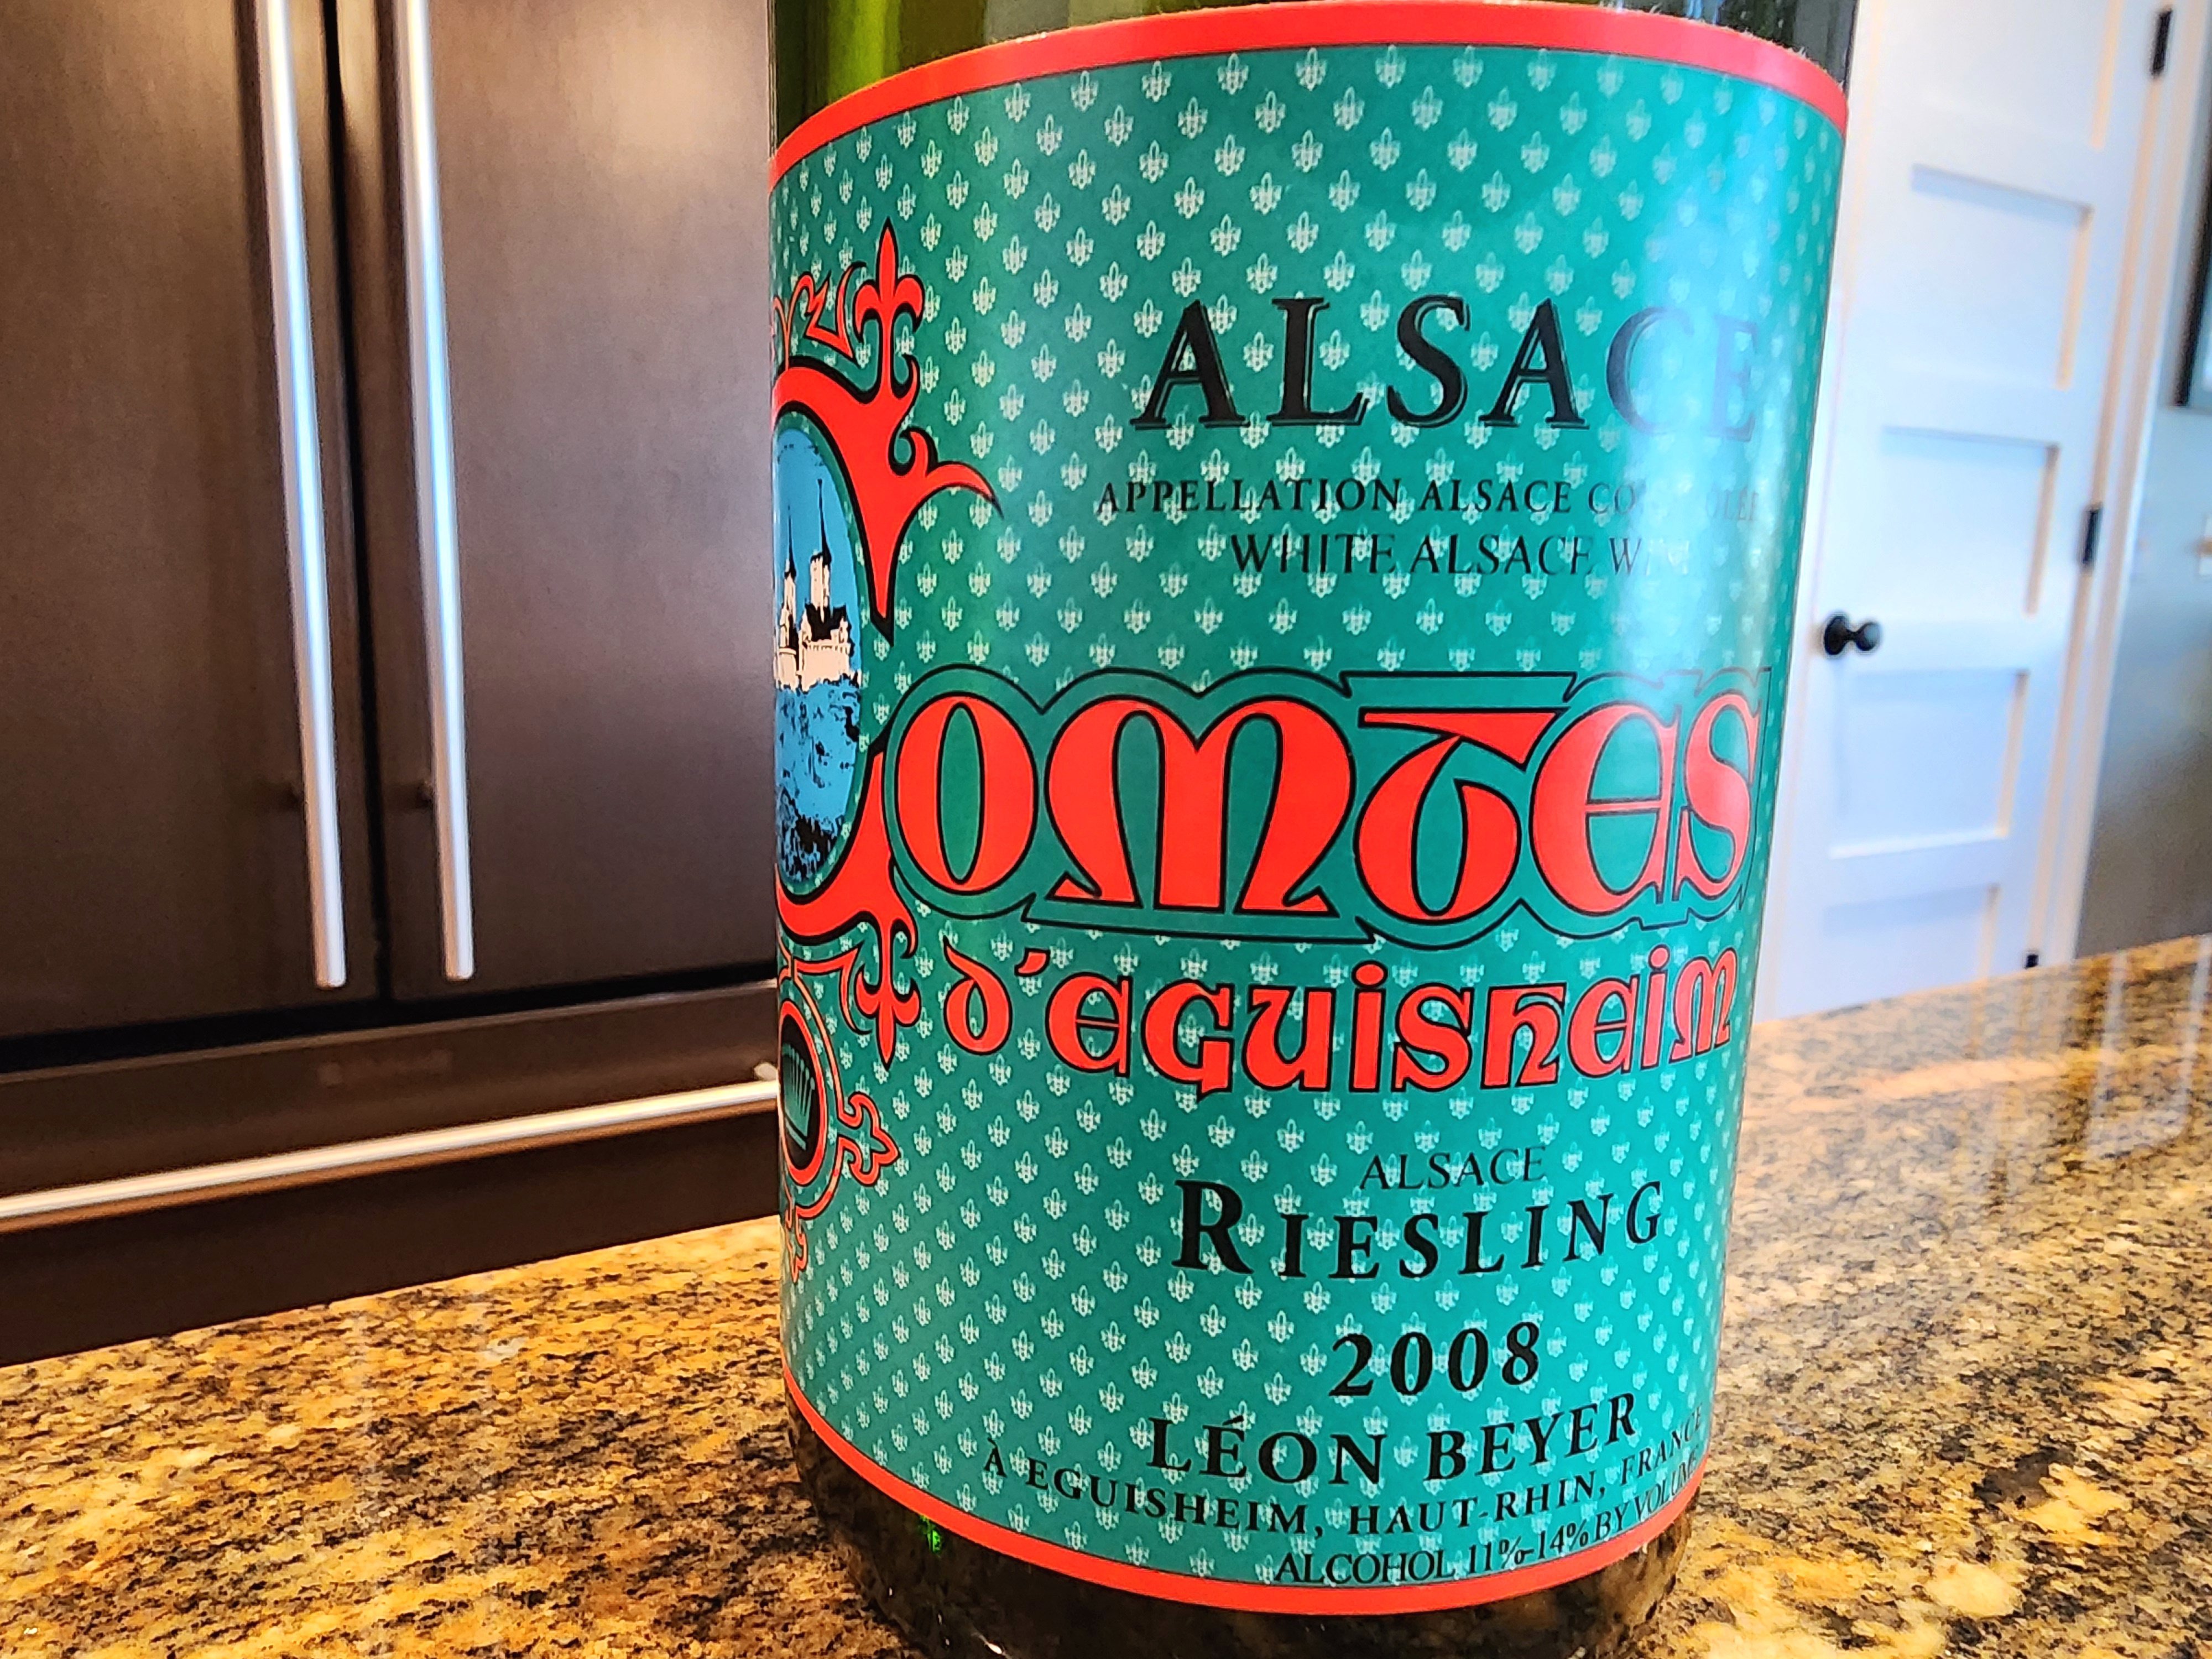 ALSACE
APPELLATION ALSACE
WHITE ALSACE
Comtes
d'Eguisheim
ALSACE
RIESLING
2008
LÉON BEYER
À EGUISHEIM, HAUT-RHIN, FRANCE
ALCOHOL 11%-14% BY VOLUME